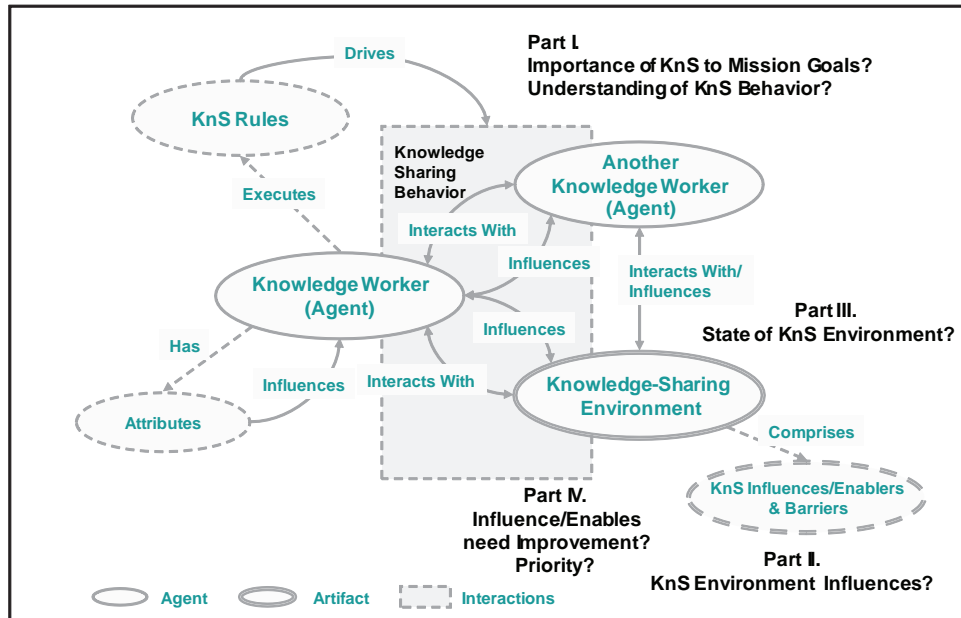 Part I.
Importance of KnS to Mission Goals?
Understanding of KnS Behavior?
Drives
KnS Rules
Knowledge
Sharing
Behavior
Another
Knowledge Worker
(Agent)
Executes
Interacts With
Influences
Knowledge Worker
(Agent)
Interacts With/
Influences
Part III.
State of KnS Environment?
Influences
Has
Influences
Interacts With
Knowledge-Sharing
Environment
Attributes
Comprises
KnS Influences/Enablers
& Barriers
Part IV.
Influence/Enables
need Improvement?
Priority?
Part II.
KnS Environment Influences?
Agent
Artifact
Interactions